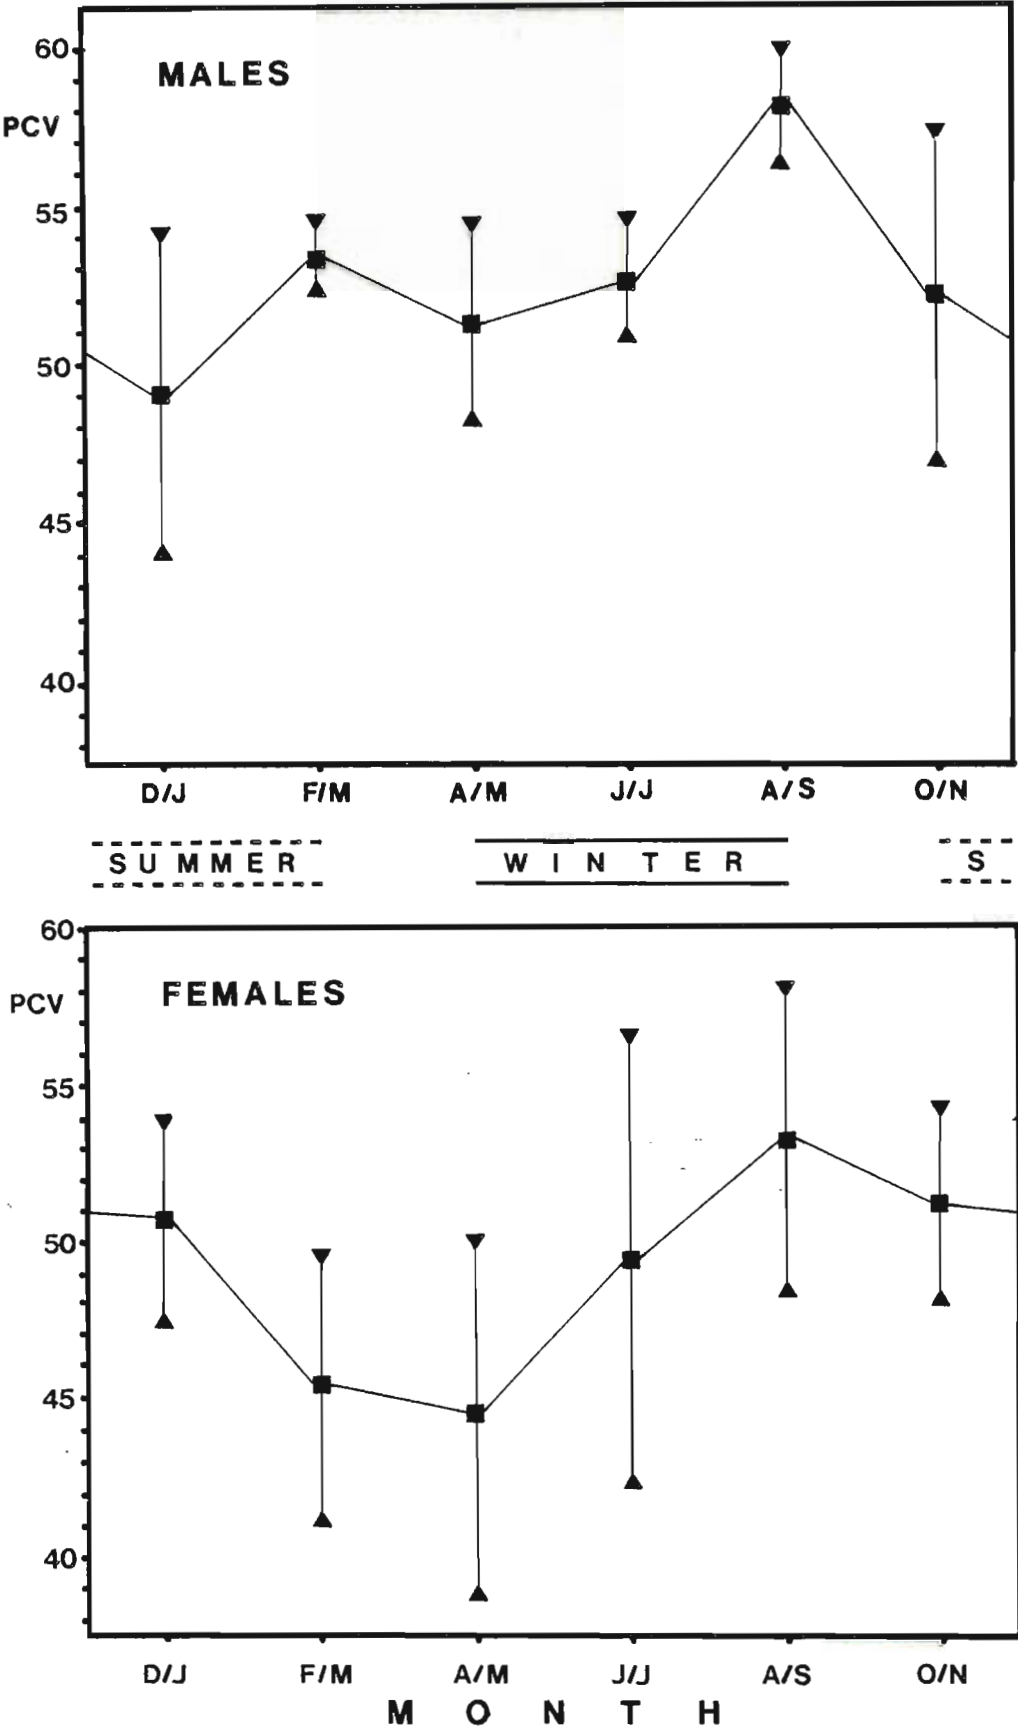 60
MALES
PCV
55
50
45
40
D/J F/M A/M J/J A/S O/N
SUMMER WINTER S
60
FEMALES
PCV
55
50
45
40
D/J F/M A/M J/J A/S O/N
MONTH